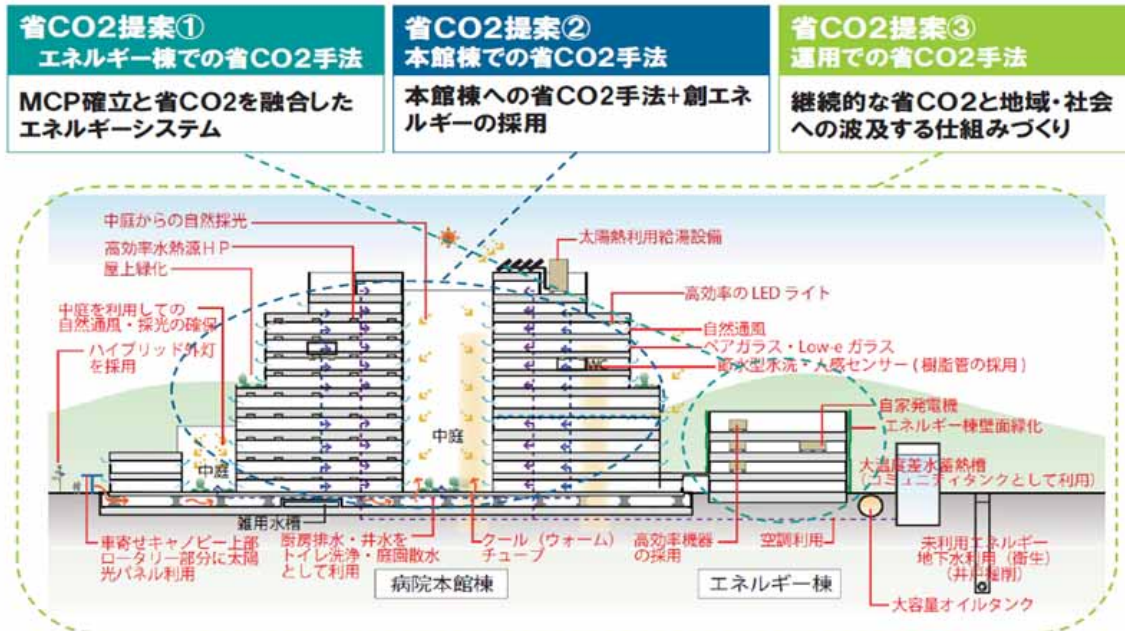 省CO2提案①
エネルギー棟での省CO2手法
MCP確立と省CO2を融合した
エネルギーシステム
省CO2提案②
本館棟での省CO2手法
本館棟への省CO2手法+創エネ
ルギーの採用
省CO2提案③
運用での省CO2手法
継続的な省CO2と地域・社会
への波及する仕組みづくり
中庭からの自然採光
高効率水熱源HP
屋上緑化
中庭を利用しての
自然通風・採光の確保
ハイブリッド外灯
を採用
太陽熱利用給湯設備
高効率のLEDライト
自然通風
ペアガラス・Low-eガラス
節水型水洗・人感センサー(樹脂管の採用)
MC
自家発電機
エネルギー棟壁面緑化
大温度差水蓄熱槽
(コミュニティタンクとして利用)
中庭
中庭
雑用水槽
車寄せキャノピー上部
ロータリー部分に太陽
光パネル利用
厨房排水・井水を
トイレ洗浄・庭園散水
として利用
クール(ウォーム)
チューブ
高効率機器
の採用
空調利用
未利用エネルギー
地下水利用(衛生)
(井戸掘削)
大容量オイルタンク
病院本館棟
エネルギー棟